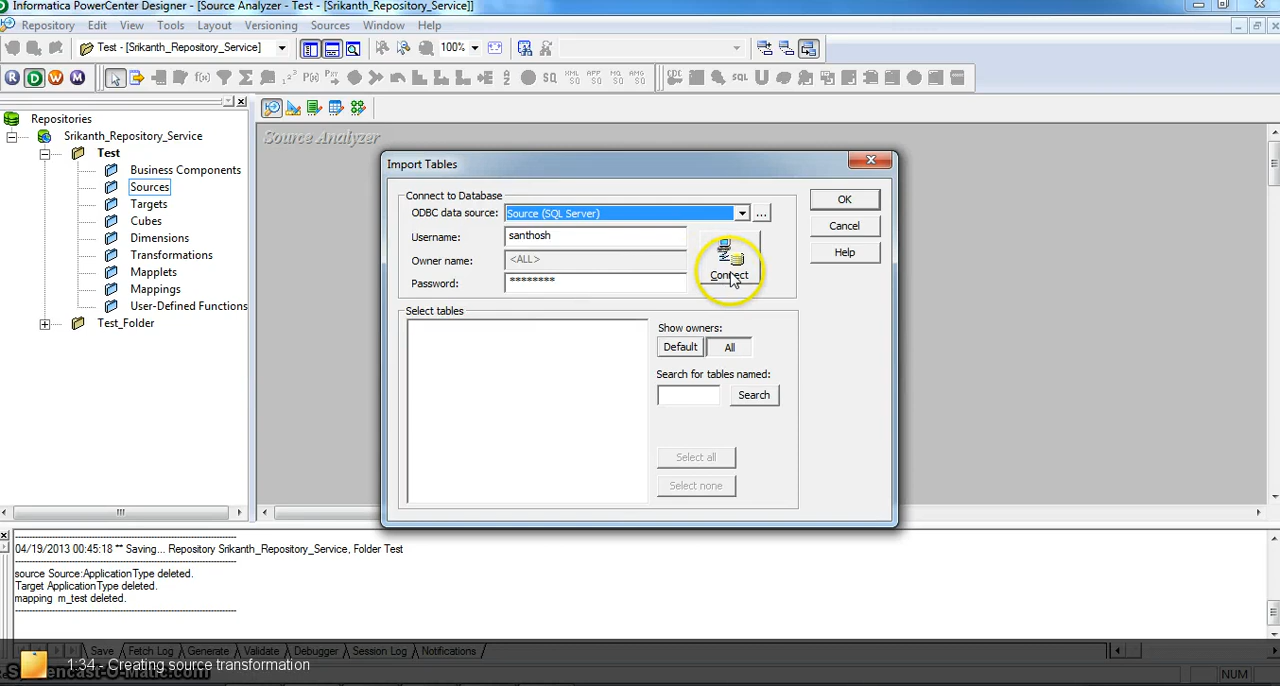 Informatica PowerCenter Designer - [Source Analyzer - Test - [Srikanth_Repository_Service]]
Repository Edit View Tools Layout Versioning Sources Window Help
Test - [Srikanth_Repository_Service] 100%
R D W M
Repositories
Srikanth_Repository_Service
Test
Business Components
Sources
Targets
Cubes
Dimensions
Transformations
Mapplets
Mappings
User-Defined Functions
Test_Folder
Source Analyzer
Import Tables
Connect to Database
ODBC data source: Source (SQL Server) ...
Username: santhosh
Owner name: <ALL>
Password: ********
Connect
OK
Cancel
Help
Select tables
Show owners:
Default All
Search for tables named:
Search
Select all
Select none
04/19/2013 00:45:18 ** Saving... Repository Srikanth_Repository_Service, Folder Test
source Source:ApplicationType deleted.
Target ApplicationType deleted.
mapping m_test deleted.
Save Fetch Log Generate Validate Debugger Session Log Notifications
1:34 - Creating source transformation
Screencast-O-Matic.com
NUM